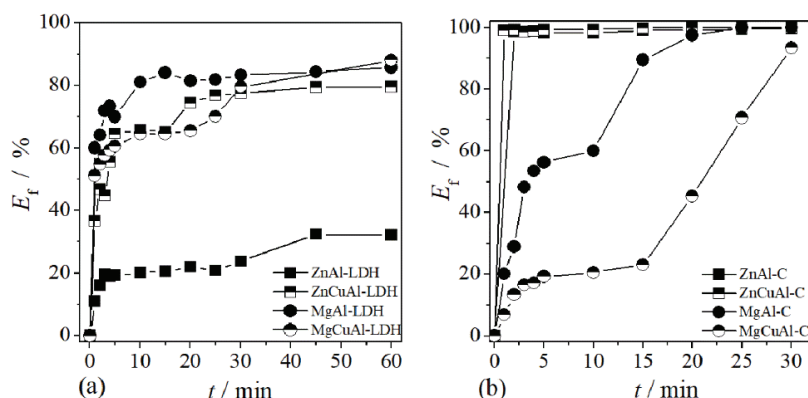 100
80
60
40
20
0
E_f / %
ZnAl-LDH
ZnCuAl-LDH
MgAl-LDH
MgCuAl-LDH
0 10 20 30 40 50 60
(a)
t / min
100
80
60
40
20
0
E_f / %
ZnAl-C
ZnCuAl-C
MgAl-C
MgCuAl-C
0 5 10 15 20 25 30
(b)
t / min